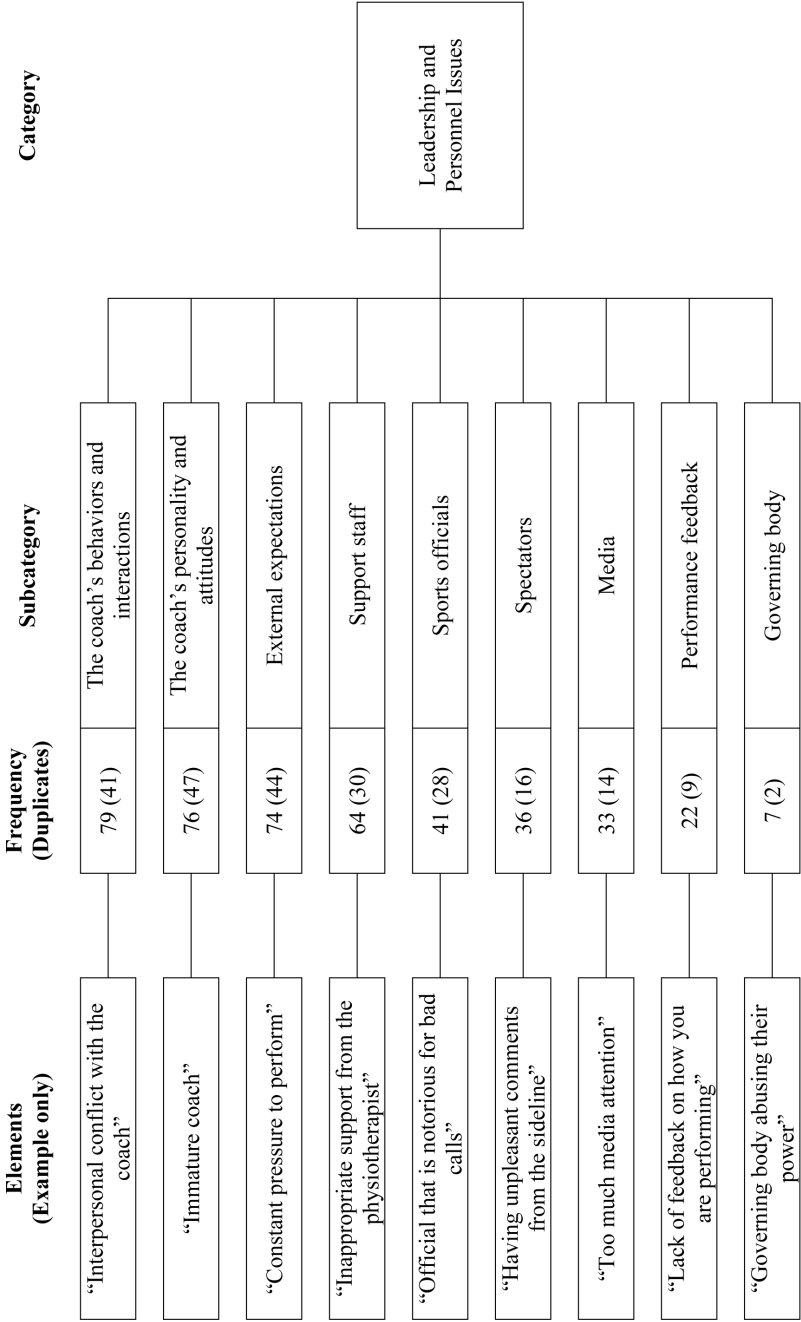 Elements
(Example only)
Frequency
(Duplicates)
Subcategory
Category
“Interpersonal conflict with the
coach”
79 (41)
The coach’s behaviors and
interactions
“Immature coach”
76 (47)
The coach’s personality and
attitudes
“Constant pressure to perform”
74 (44)
External expectations
“Inappropriate support from the
physiotherapist”
64 (30)
Support staff
“Official that is notorious for bad
calls”
41 (28)
Sports officials
“Having unpleasant comments
from the sideline”
36 (16)
Spectators
“Too much media attention”
33 (14)
Media
“Lack of feedback on how you
are performing”
22 (9)
Performance feedback
“Governing body abusing their
power”
7 (2)
Governing body
Leadership and
Personnel Issues